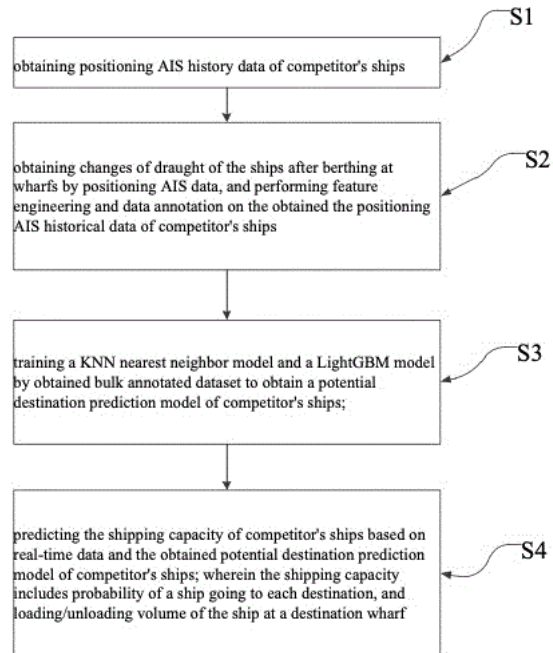 S1
obtaining positioning AIS history data of competitor's ships
S2
obtaining changes of draught of the ships after berthing at
wharfs by positioning AIS data, and performing feature
engineering and data annotation on the obtained the positioning
AIS historical data of competitor's ships
S3
training a KNN nearest neighbor model and a LightGBM model
by obtained bulk annotated dataset to obtain a potential
destination prediction model of competitor's ships;
S4
predicting the shipping capacity of competitor's ships based on
real-time data and the obtained potential destination prediction
model of competitor's ships; wherein the shipping capacity
includes probability of a ship going to each destination, and
loading/unloading volume of the ship at a destination wharf